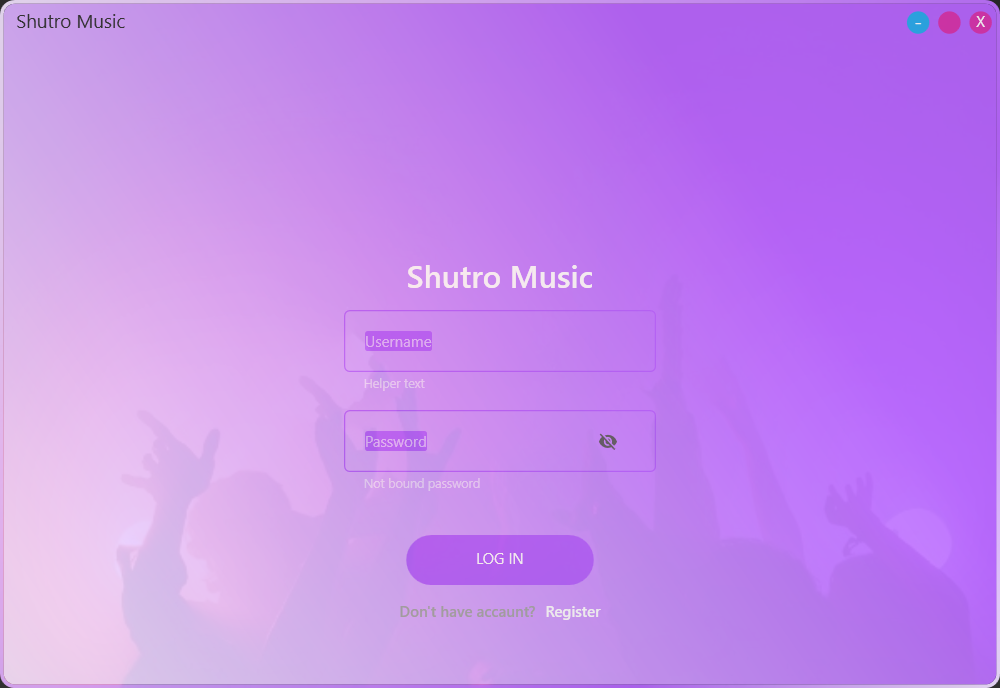 Shutro Music
– X
Shutro Music
Username
Helper text
Password
Not bound password
LOG IN
Don't have accaunt? Register